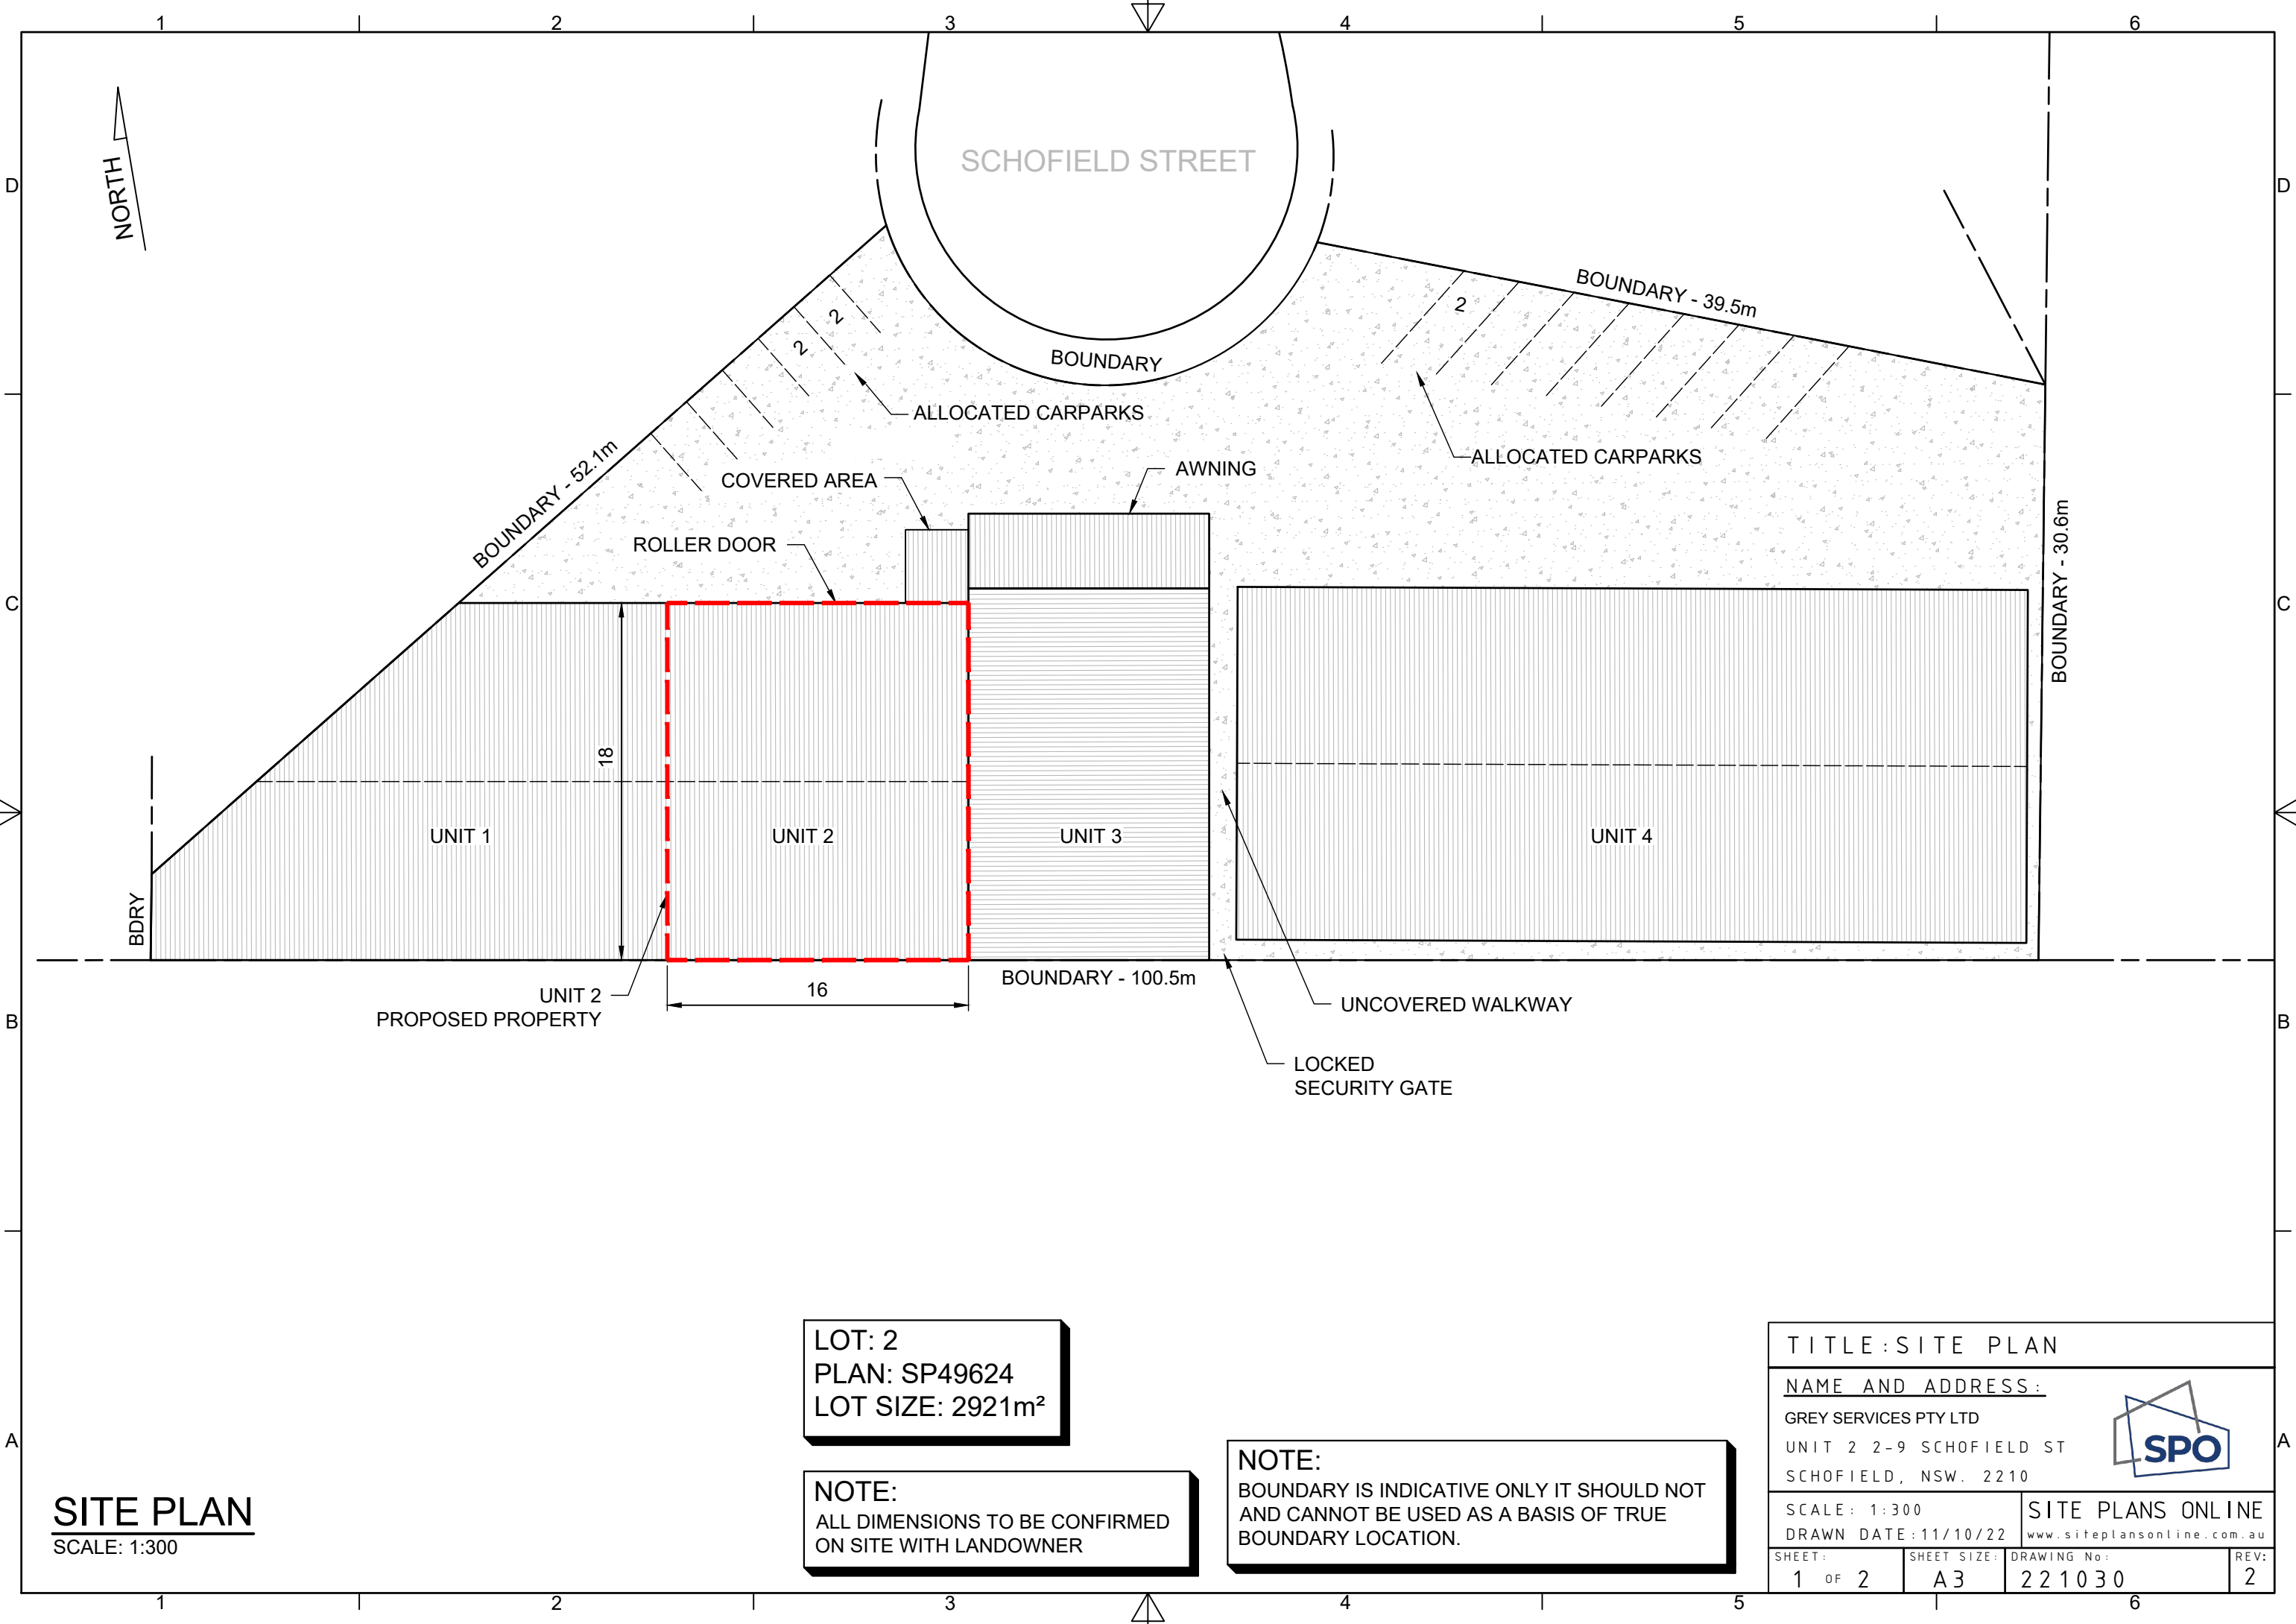 1 2 3 4 5 6
D D
SCHOFIELD STREET
NORTH
BOUNDARY - 39.5m
2
2
2
BOUNDARY
ALLOCATED CARPARKS
ALLOCATED CARPARKS
BOUNDARY - 52.1m
COVERED AREA
AWNING
ROLLER DOOR
BOUNDARY - 30.6m
C C
18
UNIT 1
UNIT 2
UNIT 3
UNIT 4
BDRY
BOUNDARY - 100.5m
16
UNIT 2
PROPOSED PROPERTY
UNCOVERED WALKWAY
B B
LOCKED
SECURITY GATE
LOT: 2
PLAN: SP49624
LOT SIZE: 2921m²
A A
NOTE:
ALL DIMENSIONS TO BE CONFIRMED
ON SITE WITH LANDOWNER
NOTE:
BOUNDARY IS INDICATIVE ONLY IT SHOULD NOT
AND CANNOT BE USED AS A BASIS OF TRUE
BOUNDARY LOCATION.
SITE PLAN
SCALE: 1:300
TITLE:SITE PLAN
NAME AND ADDRESS:
GREY SERVICES PTY LTD
UNIT 2 2-9 SCHOFIELD ST
SCHOFIELD, NSW. 2210
SPO
SCALE: 1:300
DRAWN DATE:11/10/22
SITE PLANS ONLINE
www.siteplansonline.com.au
SHEET:
1 OF 2
SHEET SIZE:
A3
DRAWING No:
221030
REV:
2
1 2 3 4 5 6